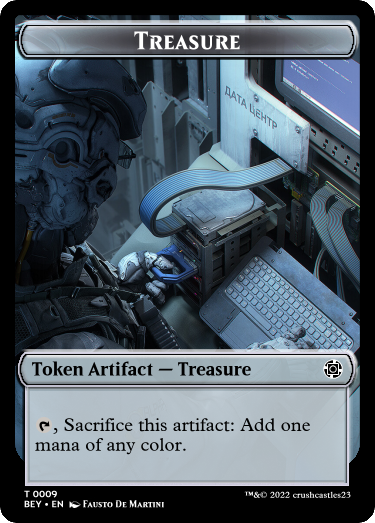 Treasure
ДАТА ЦЕНТР
Token Artifact — Treasure
, Sacrifice this artifact: Add one
mana of any color.
T 0009
BEY • EN Fausto De Martini
™&© 2022 crushcastles23